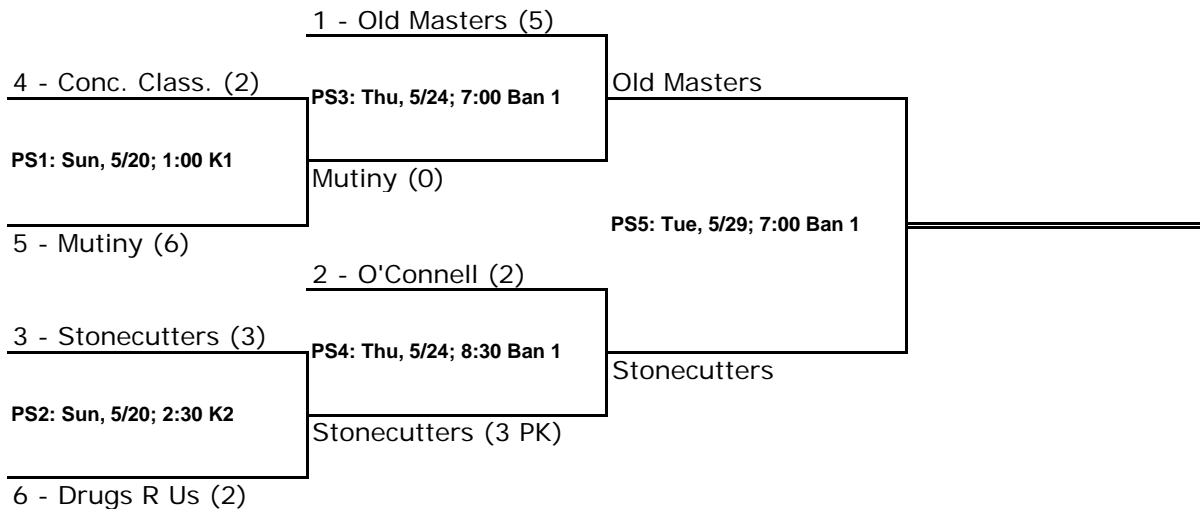 1 - Old Masters (5)
4 - Conc. Class. (2)
PS3: Thu, 5/24; 7:00 Ban 1
Old Masters
PS1: Sun, 5/20; 1:00 K1
Mutiny (0)
PS5: Tue, 5/29; 7:00 Ban 1
5 - Mutiny (6)
2 - O'Connell (2)
3 - Stonecutters (3)
PS4: Thu, 5/24; 8:30 Ban 1
Stonecutters
PS2: Sun, 5/20; 2:30 K2
Stonecutters (3 PK)
6 - Drugs R Us (2)